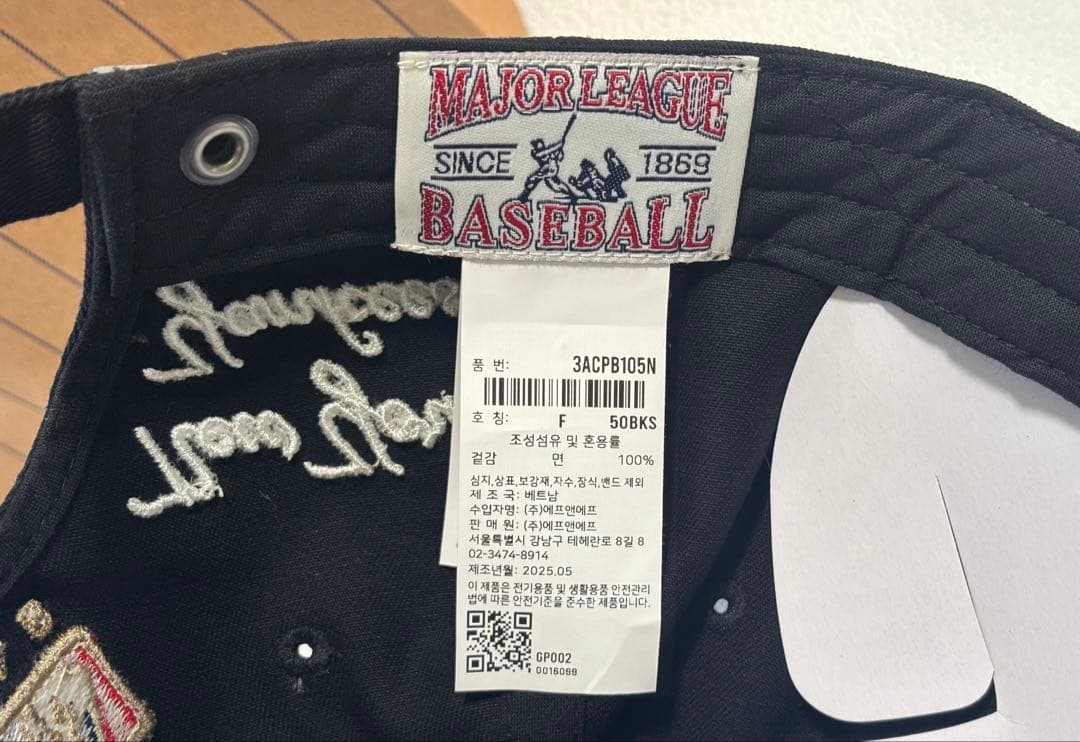 MAJOR LEAGUE
SINCE 1869
BASEBALL
품 번: 3ACPB105N
호 칭: F 50BKS
조성섬유 및 혼용률
겉감 면 100%
심지,상표,보강재,자수,장식,밴드 제외
제 조 국: 베트남
수입자명: (주)에프앤에프
판 매 원: (주)에프앤에프
서울특별시 강남구 테헤란로 8길 8
02-3474-8914
제조년월: 2025.05
이 제품은 전기용품 및 생활용품 안전관리
법에 따른 안전기준을 준수한 제품입니다.
GP002
0016099